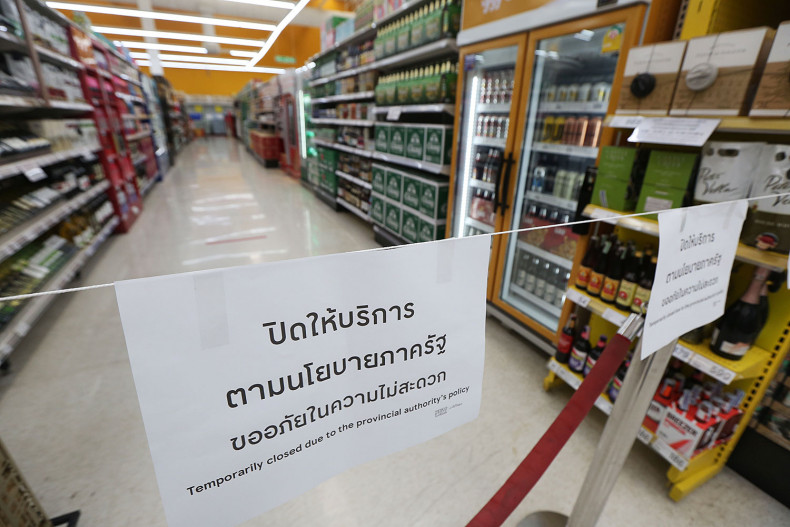 ปิดให้บริการ
ตามนโยบายภาครัฐ
ขออภัยในความไม่สะดวก
Temporarily closed due to the provincial authority's policy
ปิดให้บริการ
ตามนโยบายภาครัฐ
ขออภัยในความไม่สะดวก